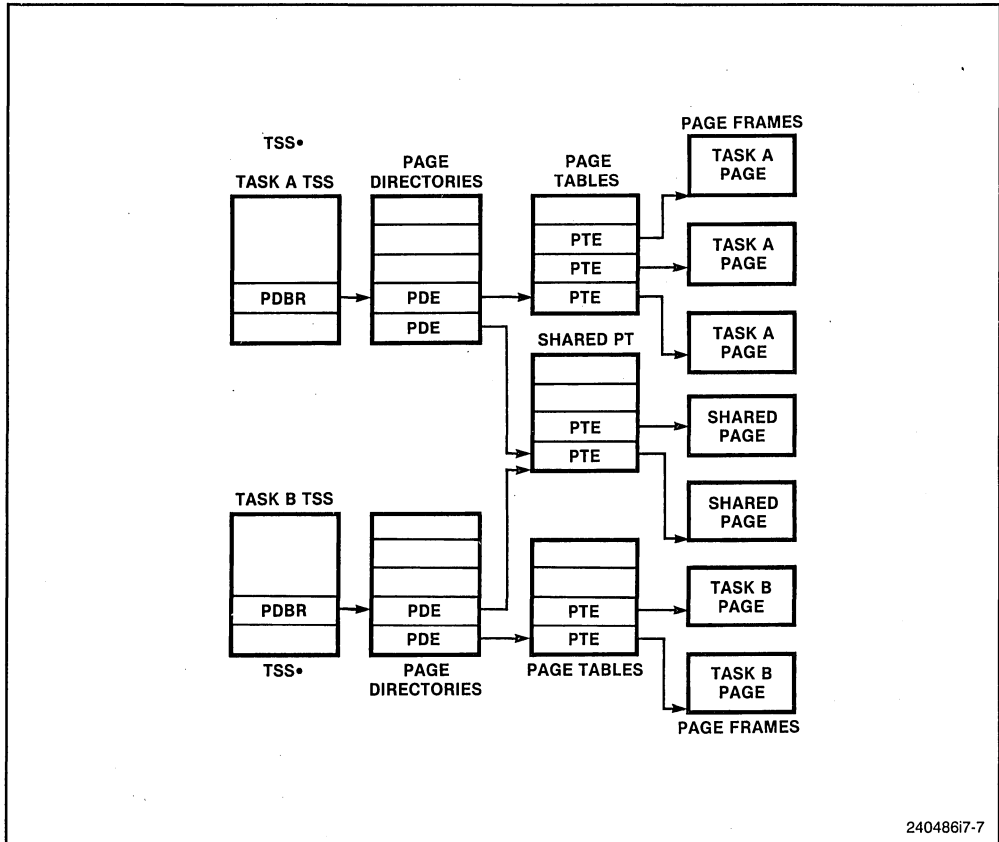 TSS•
TASK A TSS
PDBR
PAGE
DIRECTORIES
PDE
PDE
PAGE
TABLES
PTE
PTE
PTE
SHARED PT
PTE
PTE
PAGE FRAMES
TASK A
PAGE
TASK A
PAGE
TASK A
PAGE
SHARED
PAGE
SHARED
PAGE
TASK B TSS
PDBR
TSS•
PDE
PDE
PAGE
DIRECTORIES
PTE
PTE
PAGE TABLES
TASK B
PAGE
TASK B
PAGE
PAGE FRAMES
240486i7-7